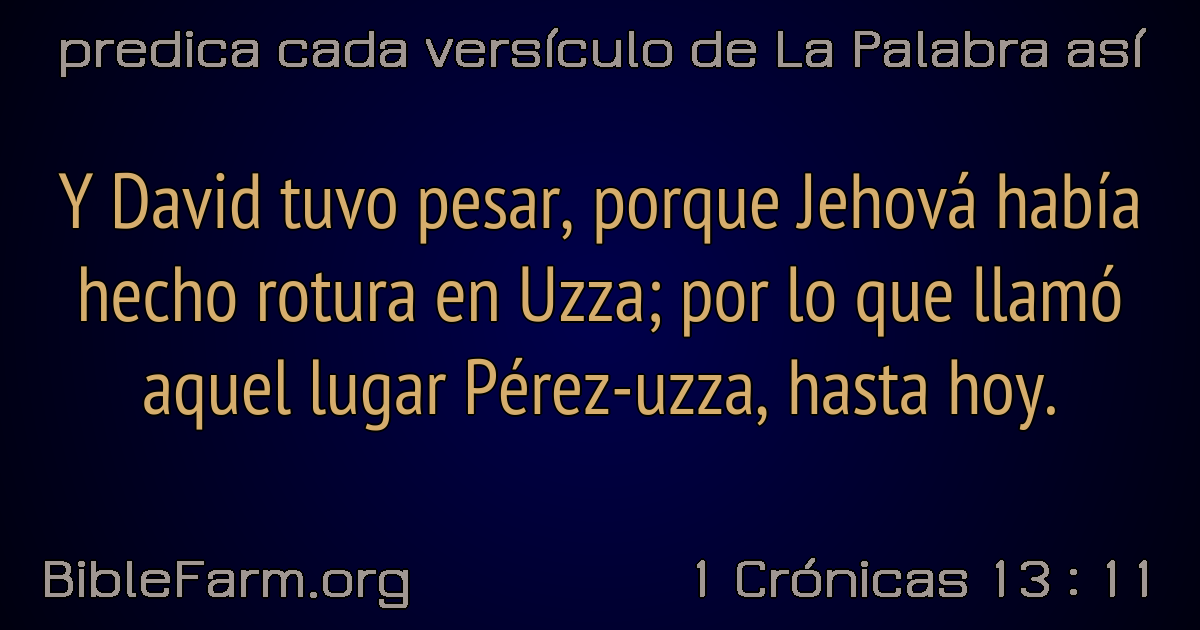 predica cada versículo de La Palabra así
Y David tuvo pesar, porque Jehová había
hecho rotura en Uzza; por lo que llamó
aquel lugar Pérez-uzza, hasta hoy.
BibleFarm.org
1 Crónicas 13 : 11